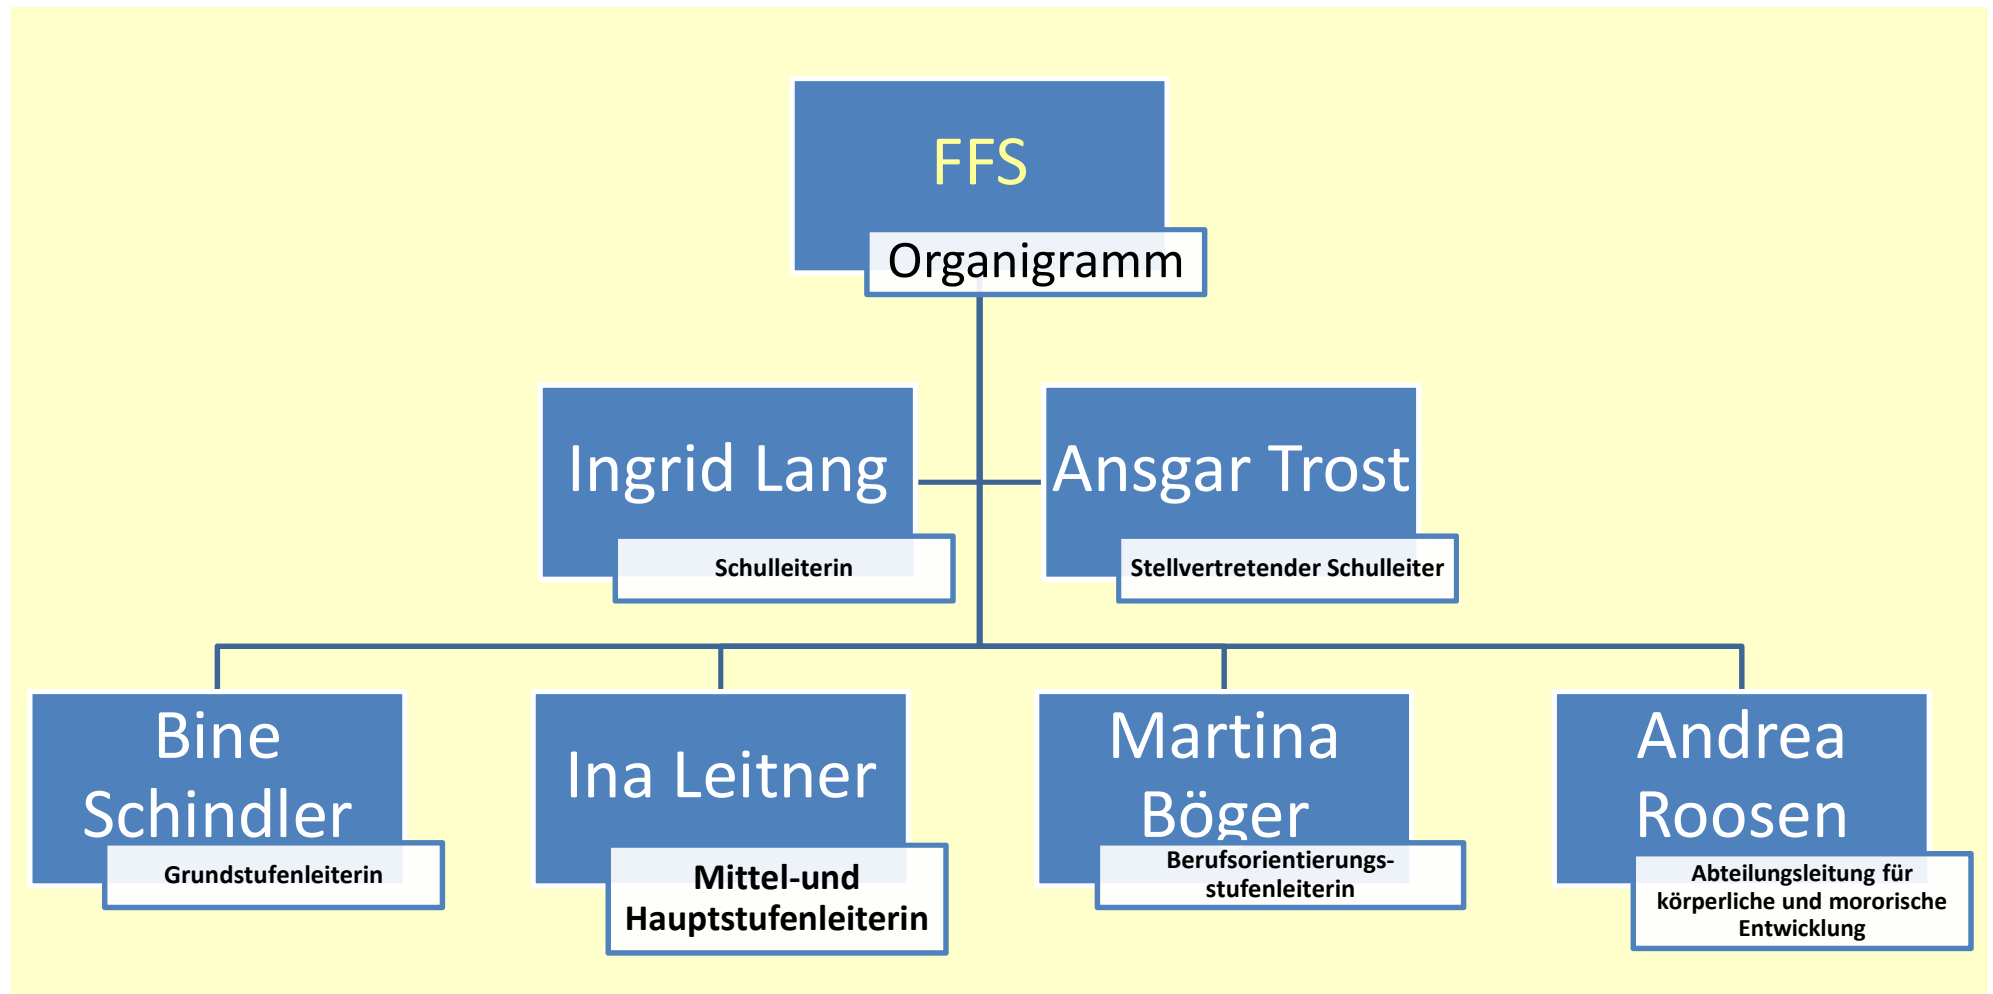 FFS
Organigramm
Ingrid Lang
Schulleiterin
Ansgar Trost
Stellvertretender Schulleiter
Bine
Schindler
Grundstufenleiterin
Ina Leitner
Mittel-und
Hauptstufenleiterin
Martina
Böger
Berufsorientierungs-
stufenleiterin
Andrea
Roosen
Abteilungsleitung für
körperliche und mororische
Entwicklung